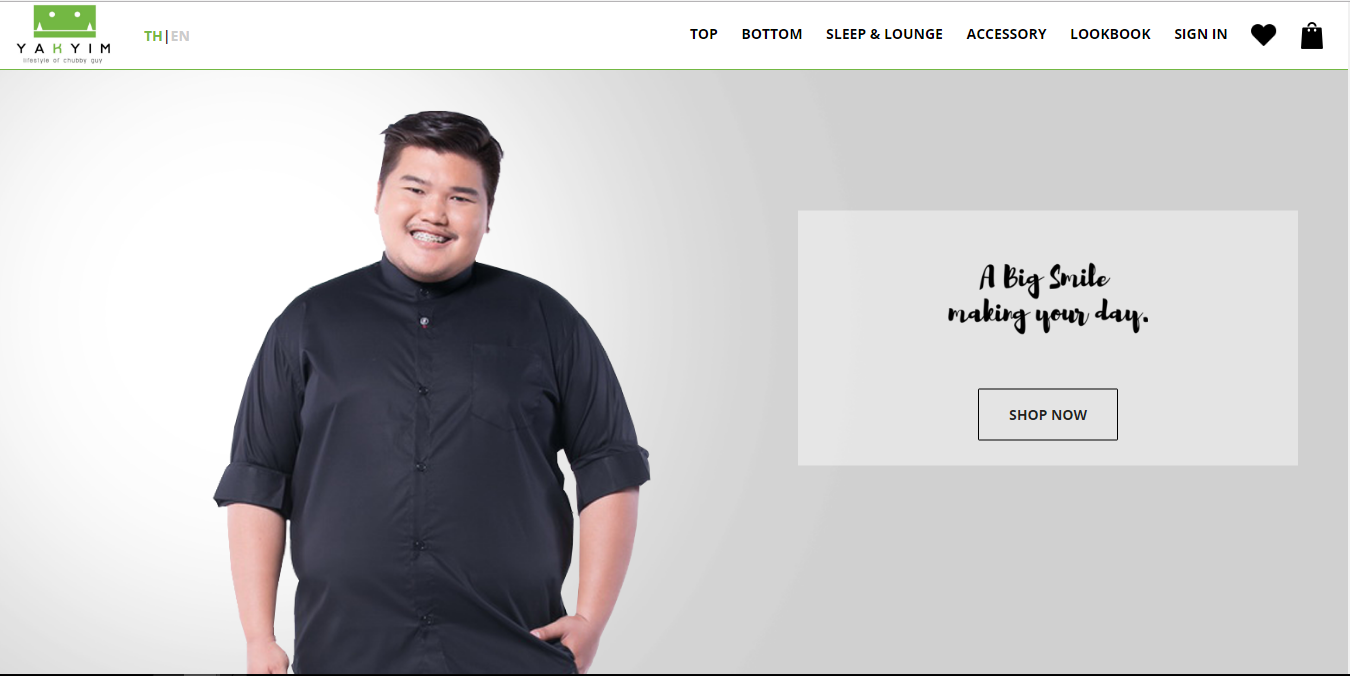 YAKYIM
lifestyle of chubby guy
TH|EN
TOP BOTTOM SLEEP & LOUNGE ACCESSORY LOOKBOOK SIGN IN
A Big Smile
making your day.
SHOP NOW